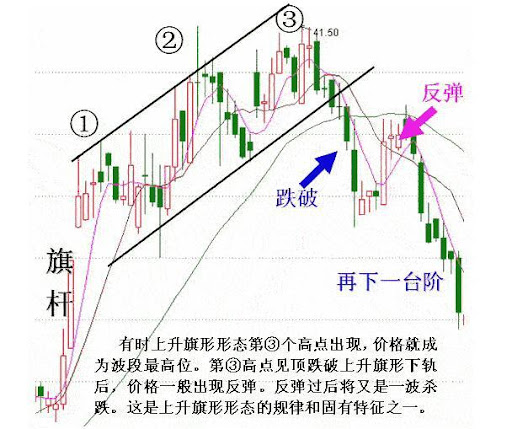 ③
41.50
②
①
反弹
跌破
旗
杆
再下一台阶
有时上升旗形形态第③个高点出现，价格就成
为波段最高位。第③高点见顶跌破上升旗形下轨
后，价格一般出现反弹。反弹过后将又是一波杀
跌。这是上升旗形形态的规律和固有特征之一。